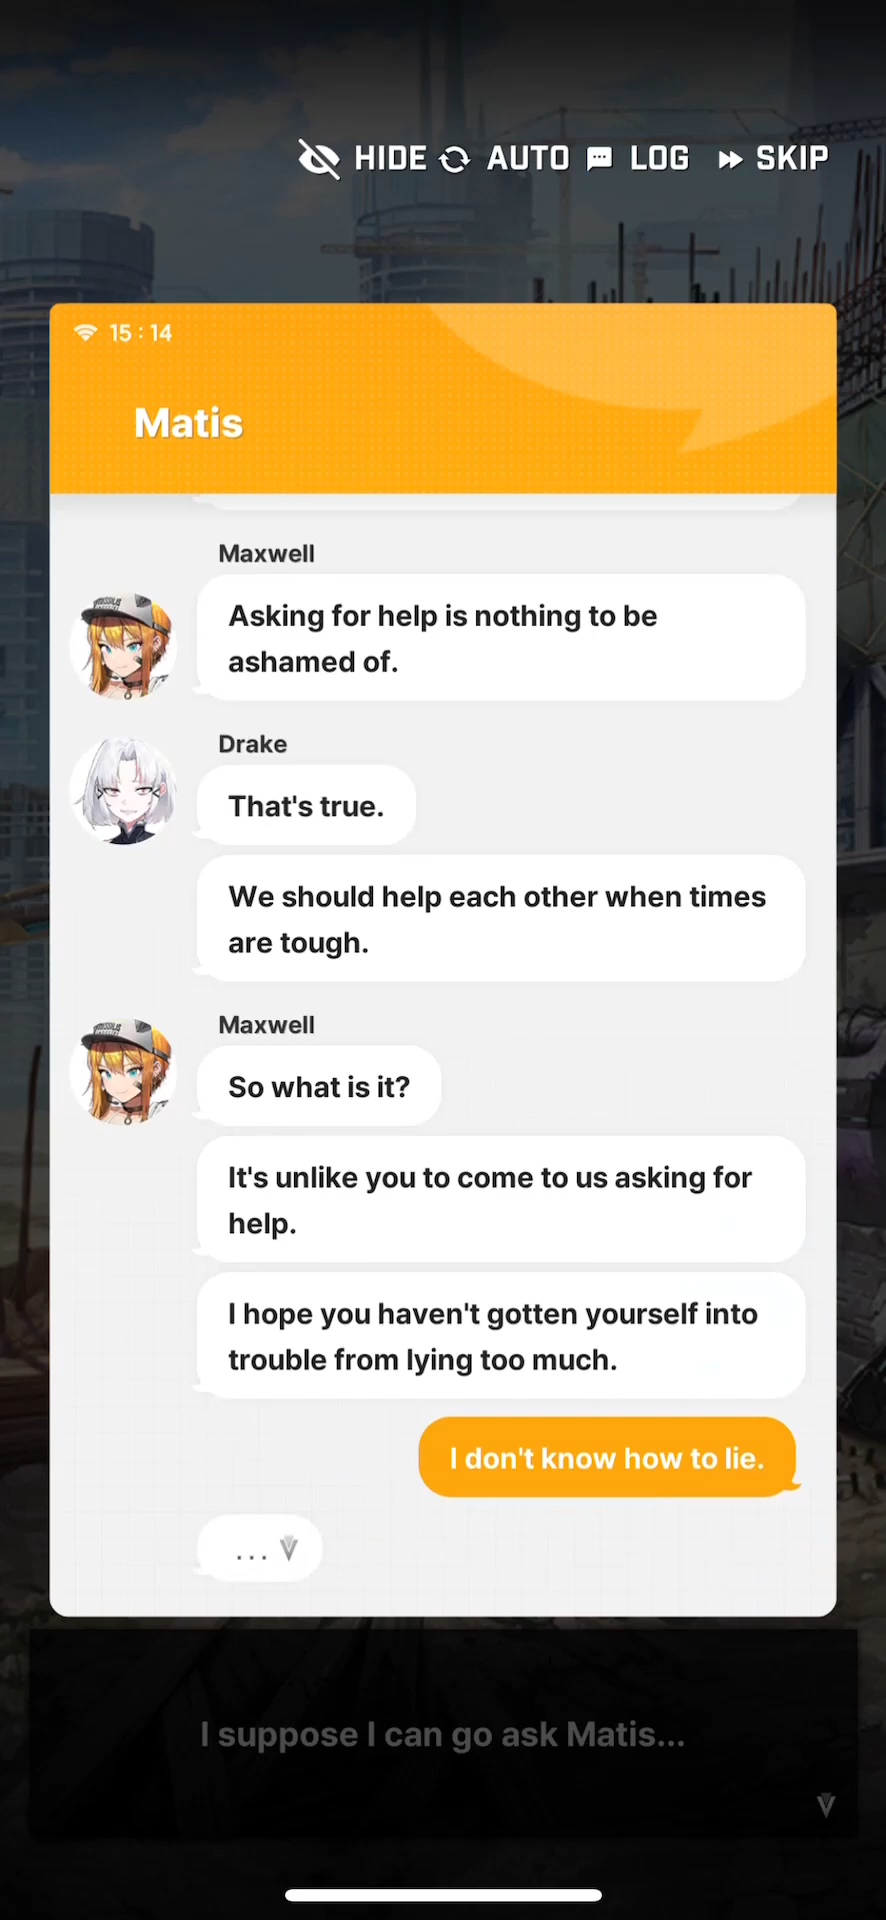 HIDE AUTO LOG SKIP
15 : 14
Matis
Maxwell
Asking for help is nothing to be
ashamed of.
Drake
That's true.
We should help each other when times
are tough.
Maxwell
So what is it?
It's unlike you to come to us asking for
help.
I hope you haven't gotten yourself into
trouble from lying too much.
I don't know how to lie.
...
I suppose I can go ask Matis...